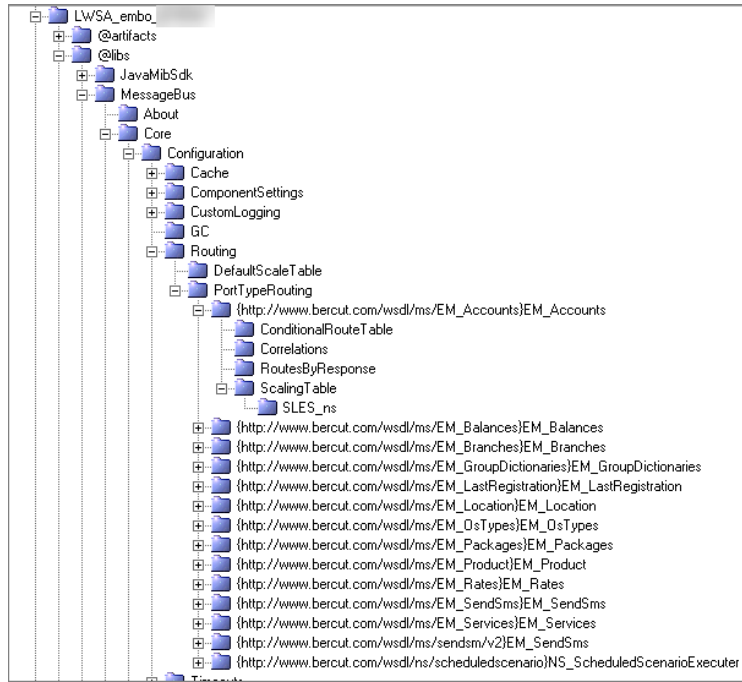 LWSA_embo_
@artifacts
@libs
JavaMibSdk
MessageBus
About
Core
Configuration
Cache
ComponentSettings
CustomLogging
GC
Routing
DefaultScaleTable
PortTypeRouting
{http://www.bercut.com/wsdl/ms/EM_Accounts}EM_Accounts
ConditionalRouteTable
Correlations
RoutesByResponse
ScalingTable
SLES_ns
{http://www.bercut.com/wsdl/ms/EM_Balances}EM_Balances
{http://www.bercut.com/wsdl/ms/EM_Branches}EM_Branches
{http://www.bercut.com/wsdl/ms/EM_GroupDictionaries}EM_GroupDictionaries
{http://www.bercut.com/wsdl/ms/EM_LastRegistration}EM_LastRegistration
{http://www.bercut.com/wsdl/ms/EM_Location}EM_Location
{http://www.bercut.com/wsdl/ms/EM_OsTypes}EM_OsTypes
{http://www.bercut.com/wsdl/ms/EM_Packages}EM_Packages
{http://www.bercut.com/wsdl/ms/EM_Product}EM_Product
{http://www.bercut.com/wsdl/ms/EM_Rates}EM_Rates
{http://www.bercut.com/wsdl/ms/EM_SendSms}EM_SendSms
{http://www.bercut.com/wsdl/ms/EM_Services}EM_Services
{http://www.bercut.com/wsdl/ms/sendsm/v2}EM_SendSms
{http://www.bercut.com/wsdl/ns/scheduledscenario}NS_ScheduledScenarioExecuter